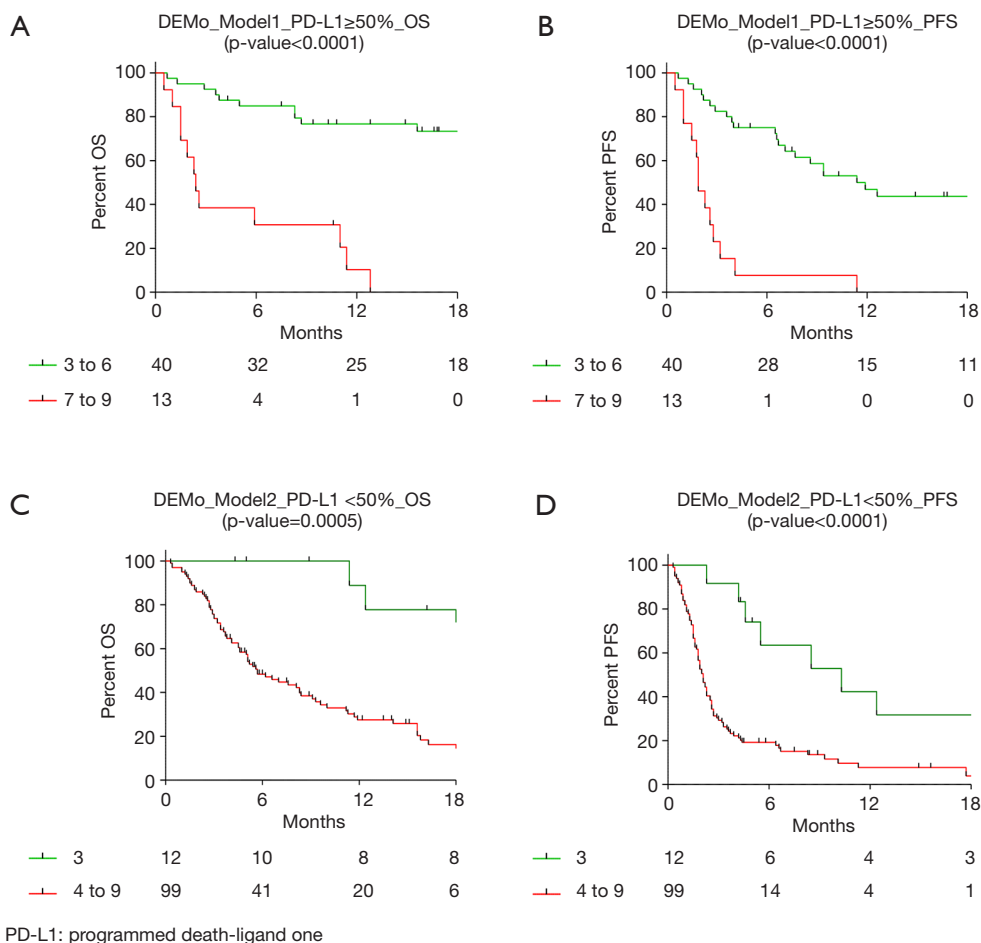 A
DEMo_Model1_PD-L1≥50%_OS
(p-value<0.0001)
Percent OS
100
80
60
40
20
0
0 6 12 18
Months
3 to 6 40 32 25 18
7 to 9 13 4 1 0
B
DEMo_Model1_PD-L1≥50%_PFS
(p-value<0.0001)
Percent PFS
100
80
60
40
20
0
0 6 12 18
Months
3 to 6 40 28 15 11
7 to 9 13 1 0 0
C
DEMo_Model2_PD-L1 <50%_OS
(p-value=0.0005)
Percent OS
100
80
60
40
20
0
0 6 12 18
Months
3 12 10 8 8
4 to 9 99 41 20 6
D
DEMo_Model2_PD-L1<50%_PFS
(p-value<0.0001)
Percent PFS
100
80
60
40
20
0
0 6 12 18
Months
3 12 6 4 3
4 to 9 99 14 4 1
PD-L1: programmed death-ligand one